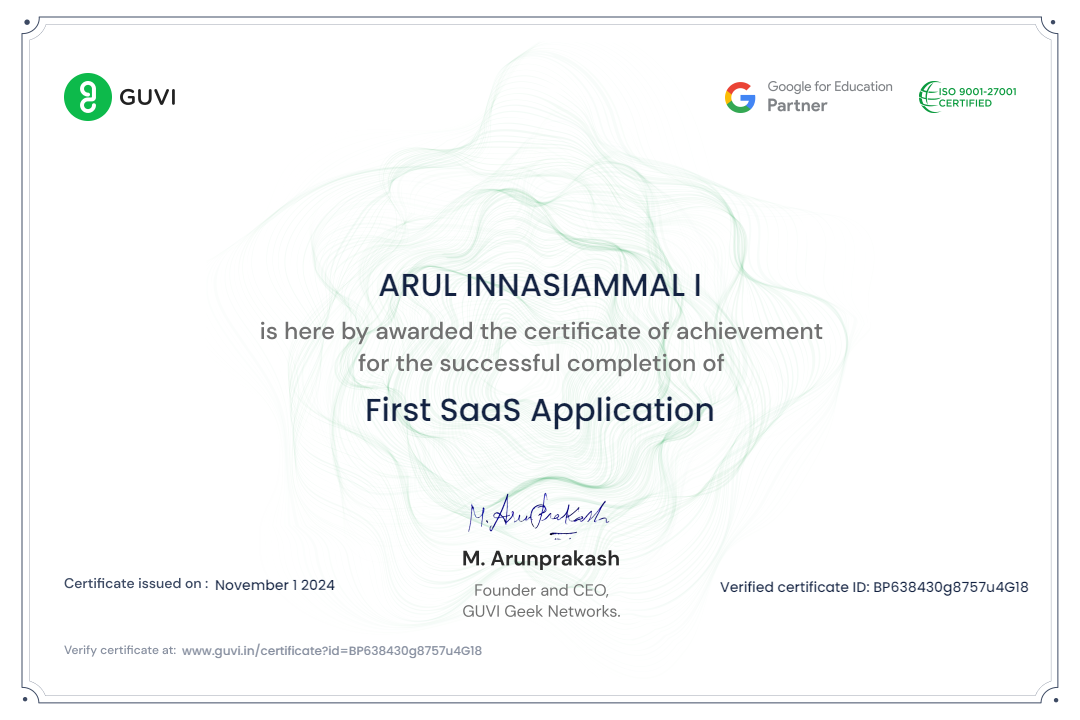 GUVI
Google for Education
Partner
ISO 9001-27001
CERTIFIED
ARUL INNASIAMMAL I
is here by awarded the certificate of achievement
for the successful completion of
First SaaS Application
M. ArunPrakash
M. Arunprakash
Founder and CEO,
GUVI Geek Networks.
Certificate issued on : November 1 2024
Verified certificate ID: BP638430g8757u4G18
Verify certificate at: www.guvi.in/certificate?id=BP638430g8757u4G18